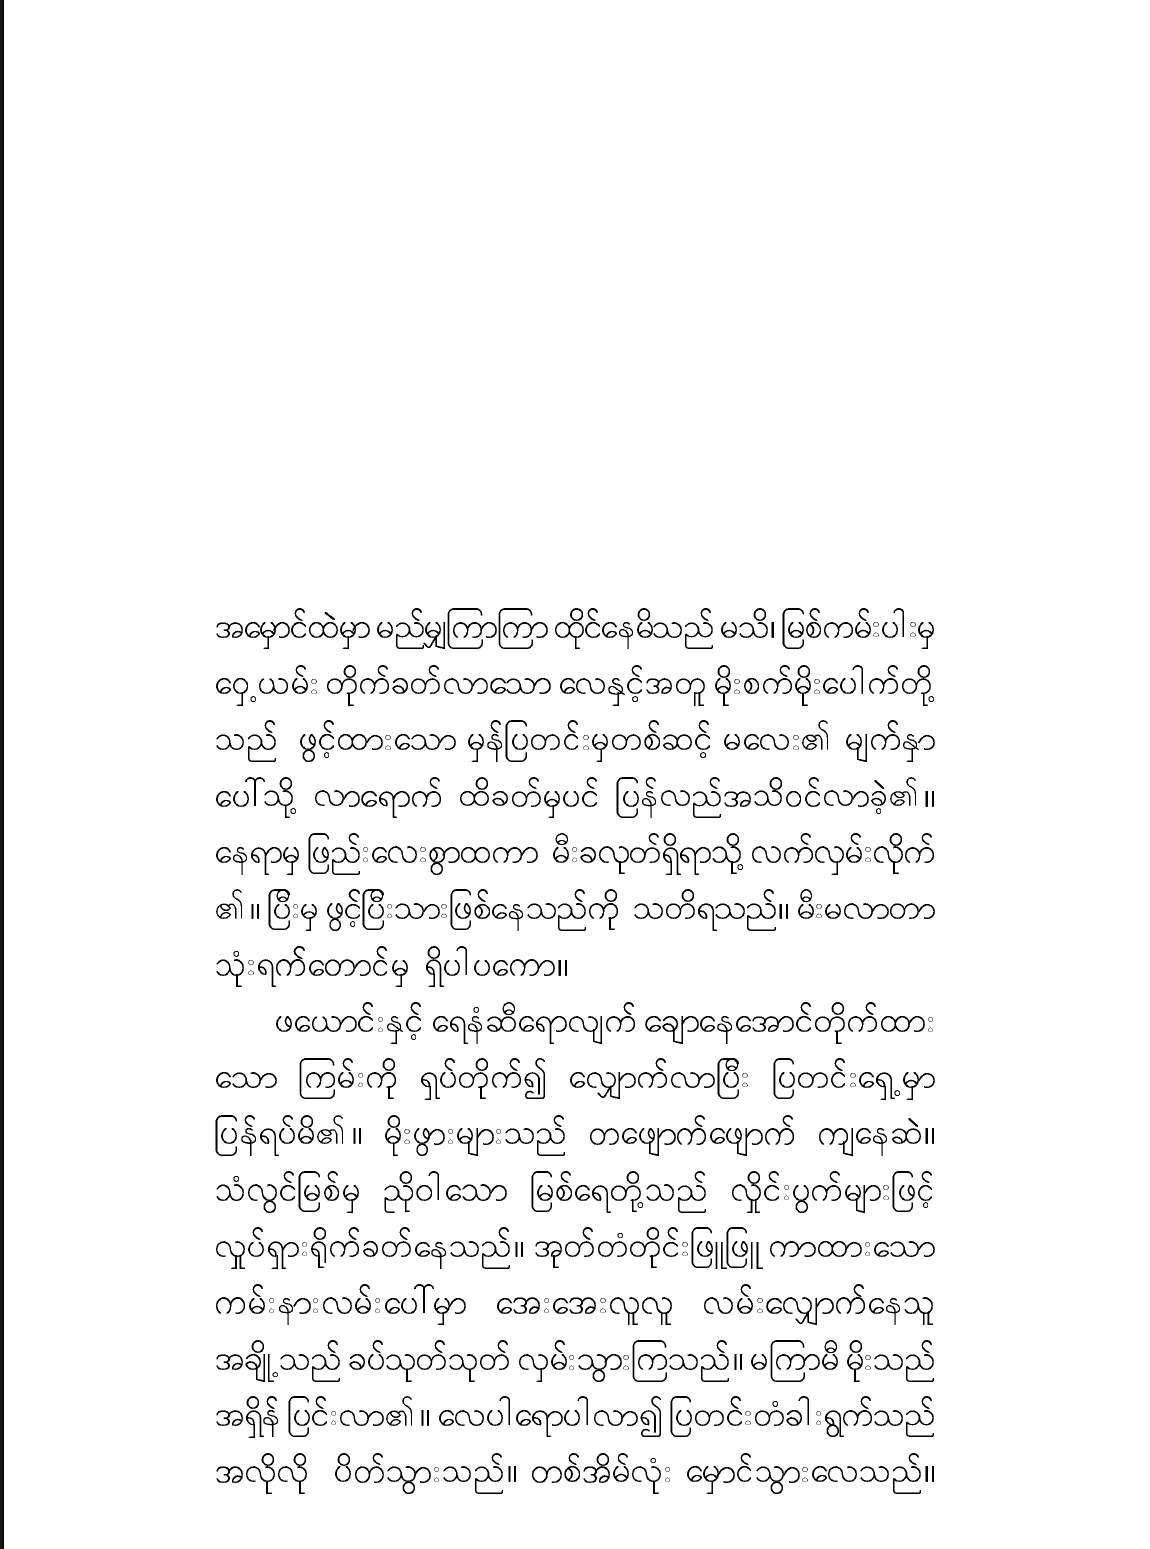 အမှောင်ထဲမှာ မည်မျှကြာကြာ ထိုင်နေမိသည် မသိ၊ မြစ်ကမ်းပါးမှ
ဝှေ့ယမ်း တိုက်ခတ်လာသော လေနှင့်အတူ မိုးစက်မိုးပေါက်တို့
သည် ဖွင့်ထားသော မှန်ပြတင်းမှတစ်ဆင့် မလေး၏ မျက်နှာ
ပေါ်သို့ လာရောက် ထိခတ်မှပင် ပြန်လည်အသိဝင်လာခဲ့၏။
နေရာမှ ဖြည်းလေးစွာထကာ မီးခလုတ်ရှိရာသို့ လက်လှမ်းလိုက်
၏။ ပြီးမှ ဖွင့်ပြီးသားဖြစ်နေသည်ကို သတိရသည်။ မီးမလာတာ
သုံးရက်တောင်မှ ရှိပါပကော။
ဖယောင်းနှင့် ရေနံဆီရောလျက် ချောနေအောင်တိုက်ထား
သော ကြမ်းကို ရှပ်တိုက်၍ လျှောက်လာပြီး ပြတင်းရှေ့မှာ
ပြန်ရပ်မိ၏။ မိုးဖွားများသည် တဖျောက်ဖျောက် ကျနေဆဲ။
သံလွင်မြစ်မှ ညိုဝါသော မြစ်ရေတို့သည် လှိုင်းပွက်များဖြင့်
လှုပ်ရှားရိုက်ခတ်နေသည်။ အုတ်တံတိုင်းဖြူဖြူ ကာထားသော
ကမ်းနားလမ်းပေါ်မှာ အေးအေးလူလူ လမ်းလျှောက်နေသူ
အချို့သည် ခပ်သုတ်သုတ် လှမ်းသွားကြသည်။ မကြာမီ မိုးသည်
အရှိန် ပြင်းလာ၏။ လေပါရောပါလာ၍ ပြတင်းတံခါးရွက်သည်
အလိုလို ပိတ်သွားသည်။ တစ်အိမ်လုံး မှောင်သွားလေသည်။